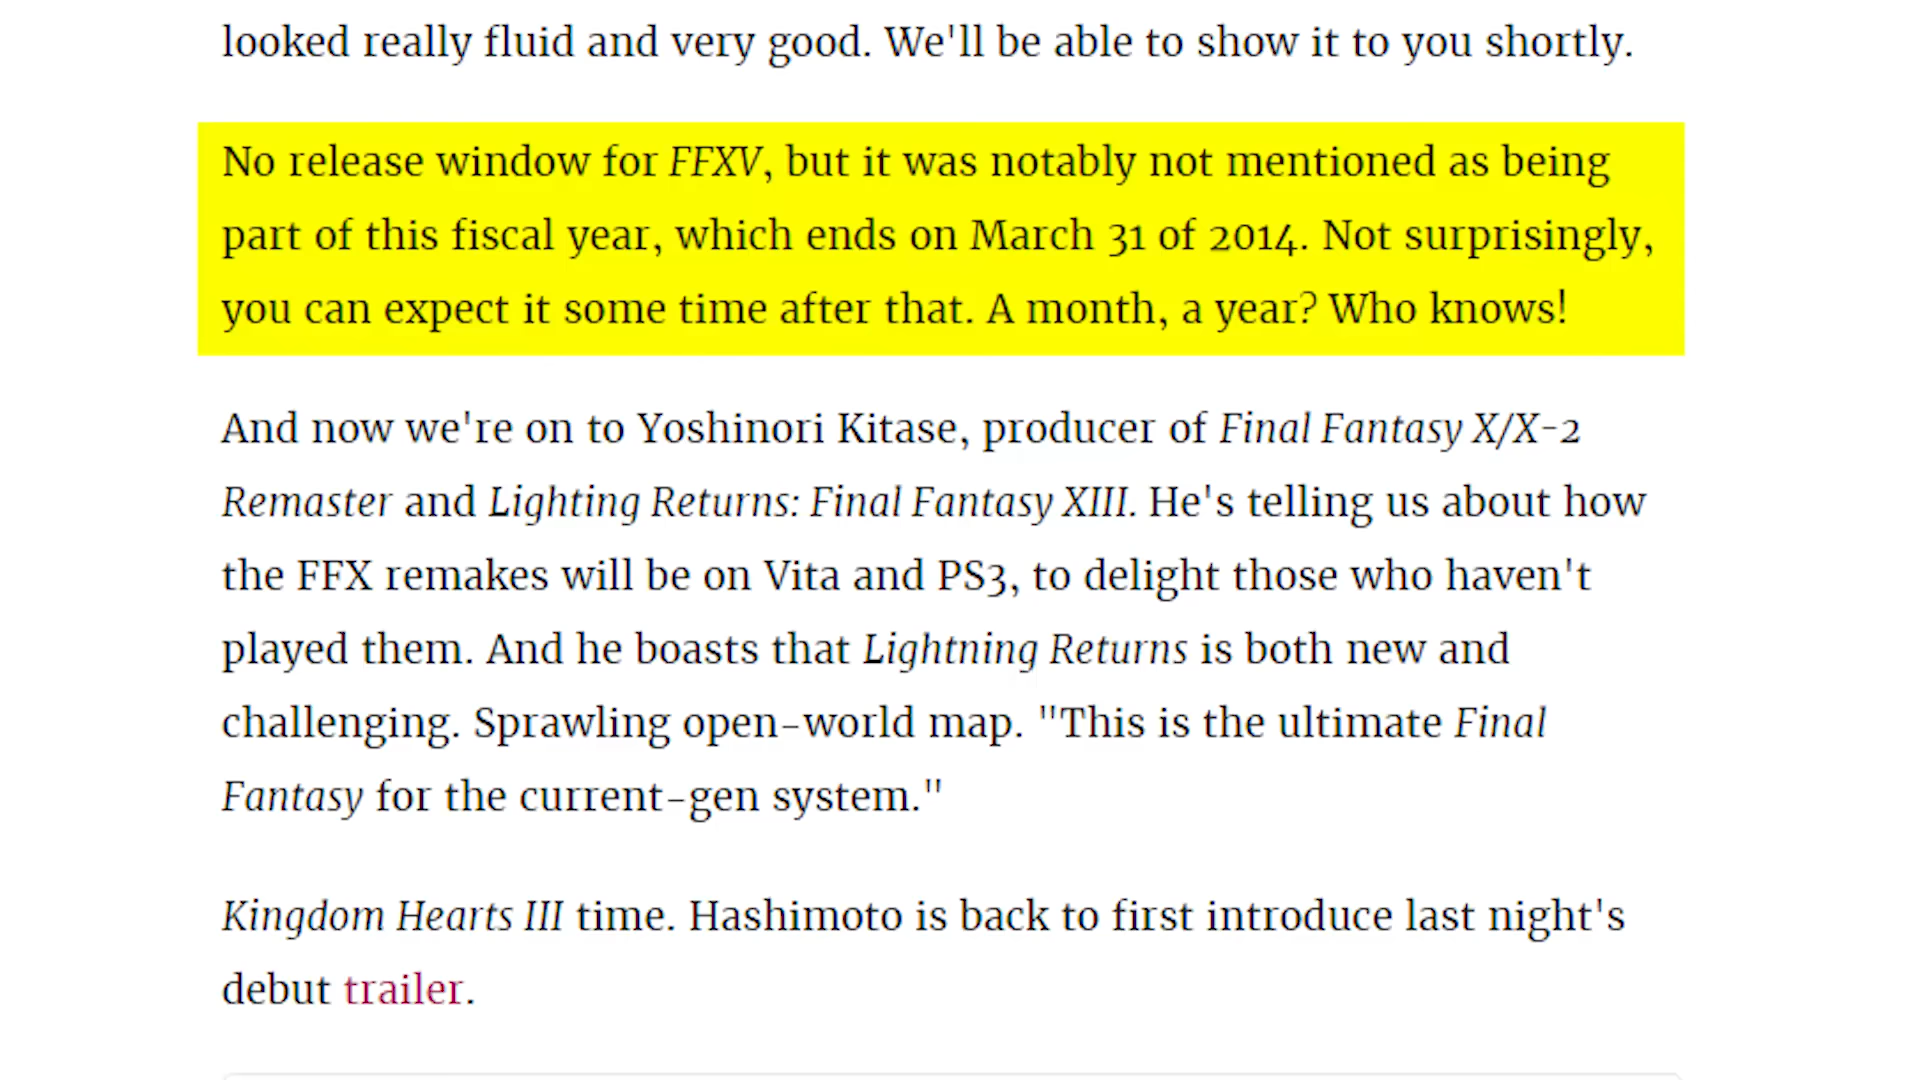 looked really fluid and very good. We'll be able to show it to you shortly.
No release window for FFXV, but it was notably not mentioned as being
part of this fiscal year, which ends on March 31 of 2014. Not surprisingly,
you can expect it some time after that. A month, a year? Who knows!
And now we're on to Yoshinori Kitase, producer of Final Fantasy X/X-2
Remaster and Lighting Returns: Final Fantasy XIII. He's telling us about how
the FFX remakes will be on Vita and PS3, to delight those who haven't
played them. And he boasts that Lightning Returns is both new and
challenging. Sprawling open-world map. "This is the ultimate Final
Fantasy for the current-gen system."
Kingdom Hearts III time. Hashimoto is back to first introduce last night's
debut trailer.